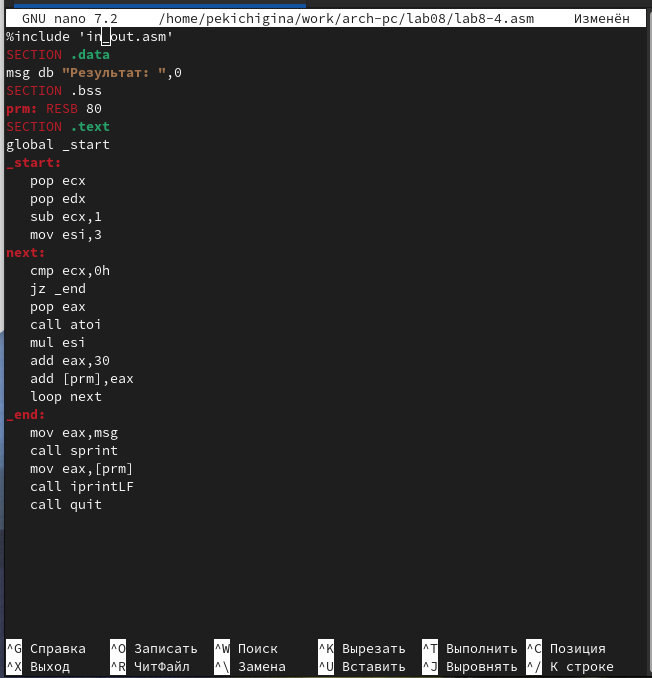 GNU nano 7.2 /home/pekichigina/work/arch-pc/lab08/lab8-4.asm Изменён
%include 'in_out.asm'
SECTION .data
msg db "Результат: ",0
SECTION .bss
prm: RESB 80
SECTION .text
global _start
_start:
pop ecx
pop edx
sub ecx,1
mov esi,3
next:
cmp ecx,0h
jz _end
pop eax
call atoi
mul esi
add eax,30
add [prm],eax
loop next
_end:
mov eax,msg
call sprint
mov eax,[prm]
call iprintLF
call quit
^G Справка ^O Записать ^W Поиск ^K Вырезать ^T Выполнить ^C Позиция
^X Выход ^R ЧитФайл ^\ Замена ^U Вставить ^J Выровнять ^/ К строке